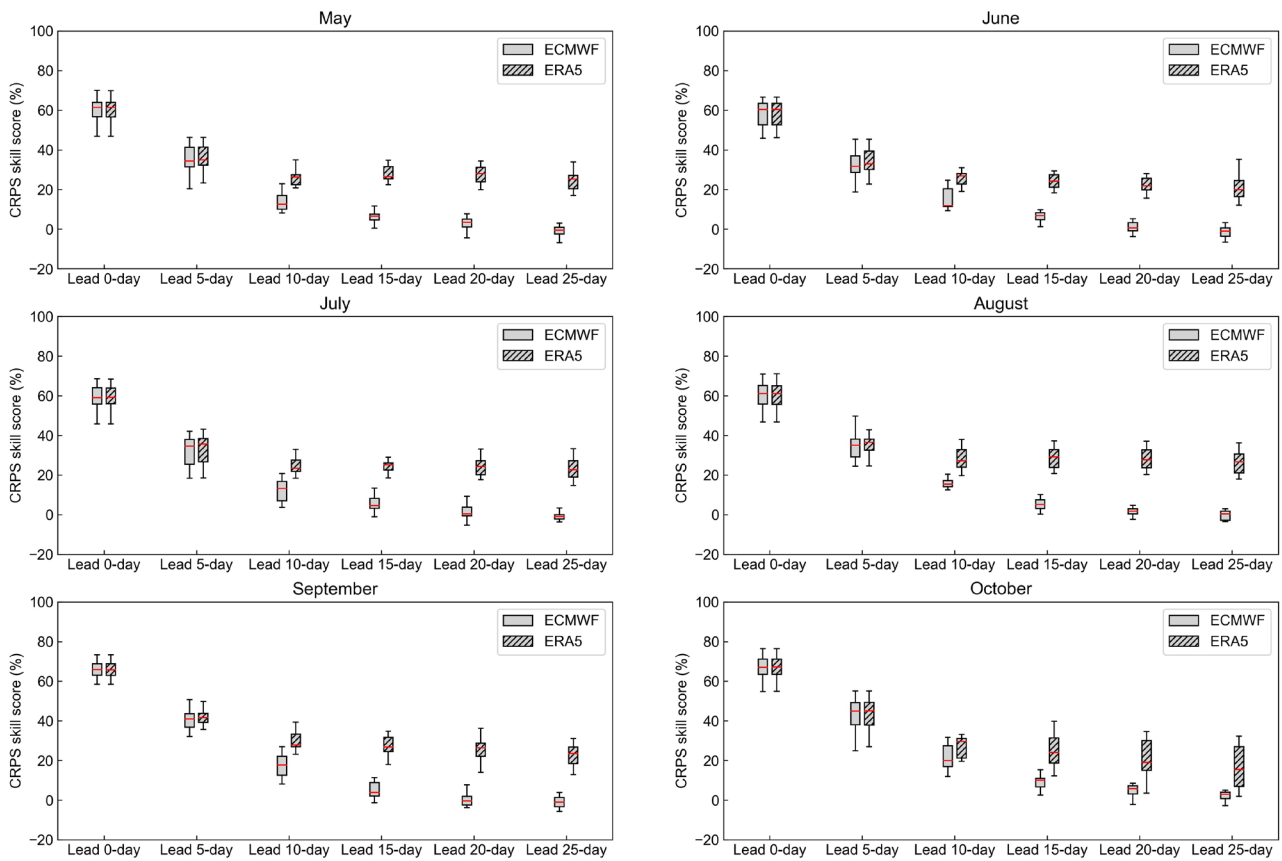 May
CRPS skill score (%)
100
80
60
40
20
0
−20
ECMWF
ERA5
Lead 0-day Lead 5-day Lead 10-day Lead 15-day Lead 20-day Lead 25-day
June
CRPS skill score (%)
100
80
60
40
20
0
−20
ECMWF
ERA5
Lead 0-day Lead 5-day Lead 10-day Lead 15-day Lead 20-day Lead 25-day
July
CRPS skill score (%)
100
80
60
40
20
0
−20
ECMWF
ERA5
Lead 0-day Lead 5-day Lead 10-day Lead 15-day Lead 20-day Lead 25-day
August
CRPS skill score (%)
100
80
60
40
20
0
−20
ECMWF
ERA5
Lead 0-day Lead 5-day Lead 10-day Lead 15-day Lead 20-day Lead 25-day
September
CRPS skill score (%)
100
80
60
40
20
0
−20
ECMWF
ERA5
Lead 0-day Lead 5-day Lead 10-day Lead 15-day Lead 20-day Lead 25-day
October
CRPS skill score (%)
100
80
60
40
20
0
−20
ECMWF
ERA5
Lead 0-day Lead 5-day Lead 10-day Lead 15-day Lead 20-day Lead 25-day